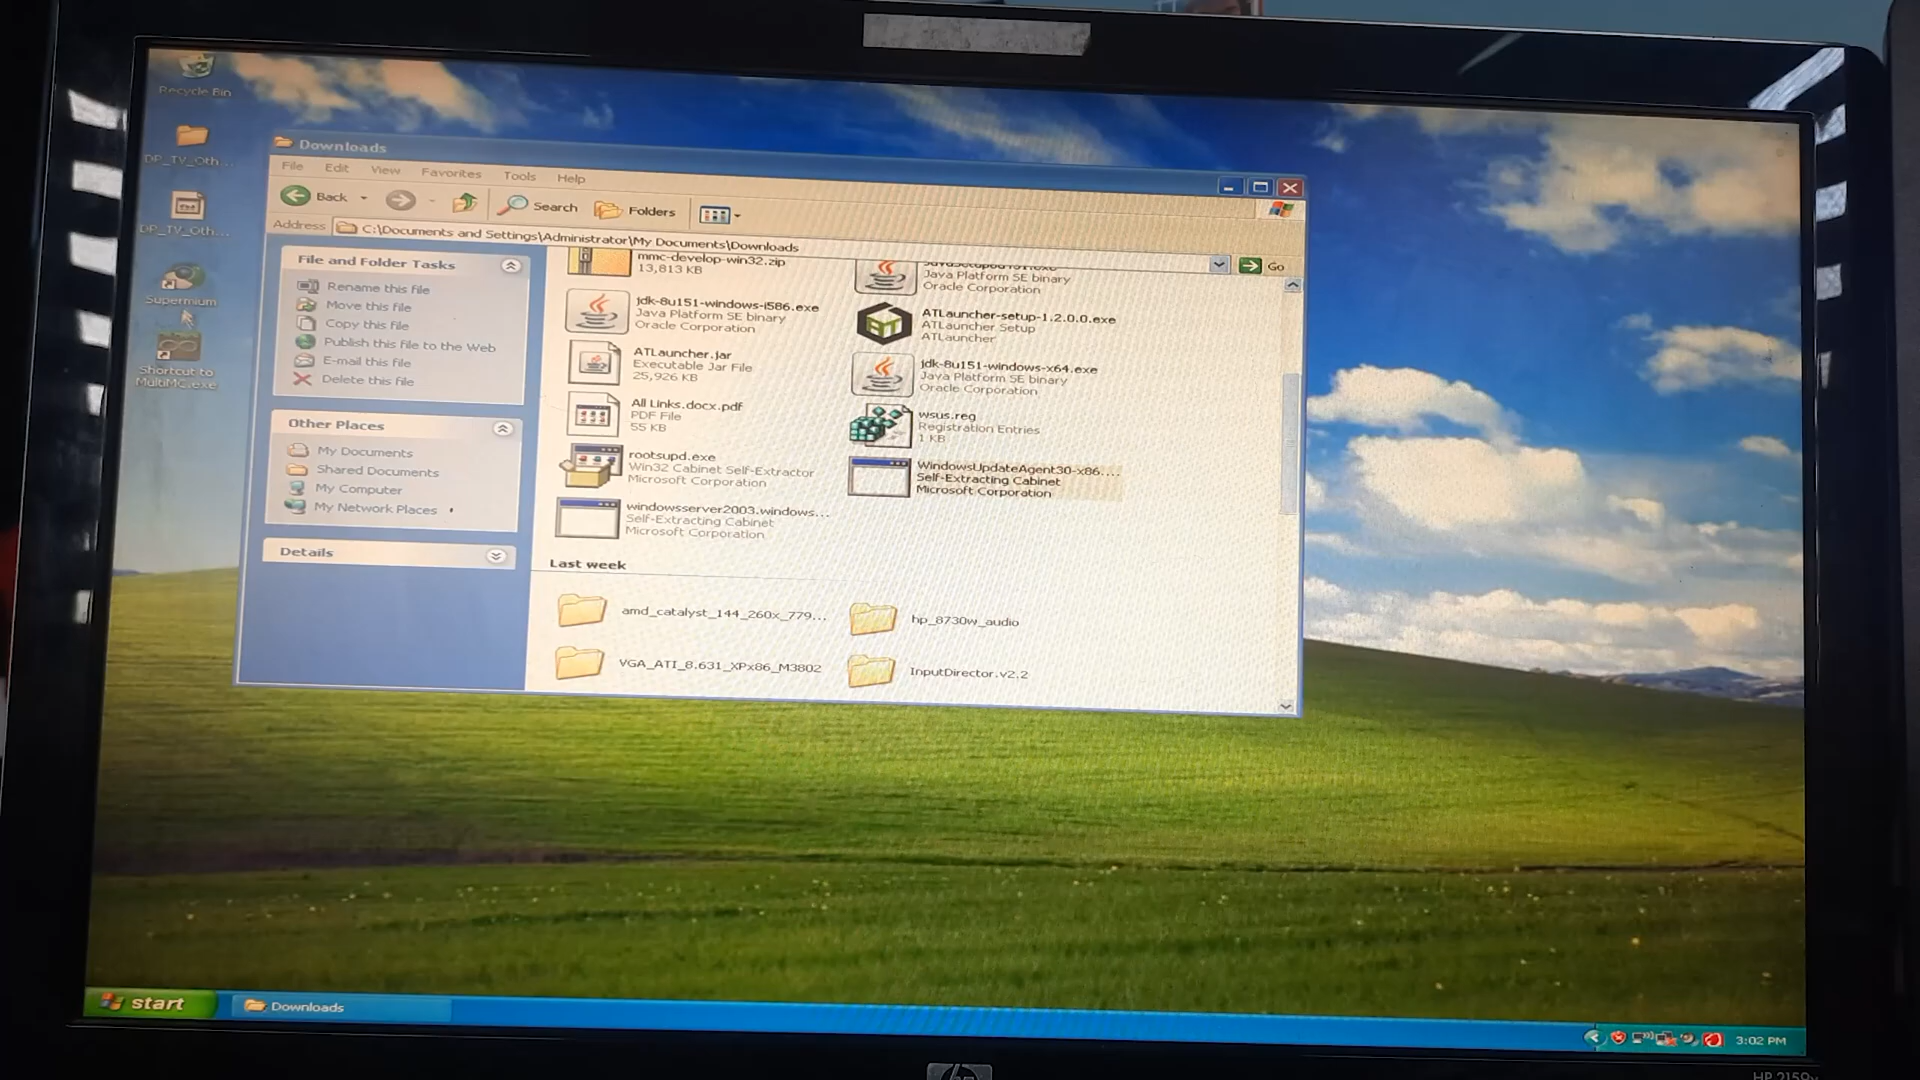 Recycle Bin
DP_TV_Oth...
DP_TV_Oth...
Supermium
Shortcut to
MultiMC.exe
Downloads
File Edit View Favorites Tools Help
Back Search Folders
Address C:\Documents and Settings\Administrator\My Documents\Downloads Go
File and Folder Tasks
Rename this file
Move this file
Copy this file
Publish this file to the Web
E-mail this file
Delete this file
Other Places
My Documents
Shared Documents
My Computer
My Network Places
Details
mmc-develop-win32.zip
13,813 KB
Java Platform SE binary
Oracle Corporation
jdk-8u151-windows-i586.exe
Java Platform SE binary
Oracle Corporation
ATLauncher-setup-1.2.0.0.exe
ATLauncher Setup
ATLauncher
ATLauncher.jar
Executable Jar File
25,926 KB
jdk-8u151-windows-x64.exe
Java Platform SE binary
Oracle Corporation
All Links.docx.pdf
PDF File
55 KB
wsus.reg
Registration Entries
1 KB
rootsupd.exe
Win32 Cabinet Self-Extractor
Microsoft Corporation
WindowsUpdateAgent30-x86....
Self-Extracting Cabinet
Microsoft Corporation
windowsserver2003.windows...
Self-Extracting Cabinet
Microsoft Corporation
Last week
amd_catalyst_144_260x_779...
hp_8730w_audio
VGA_ATI_8.631_XPx86_M3802
InputDirector.v2.2
start
Downloads
3:02 PM
hp